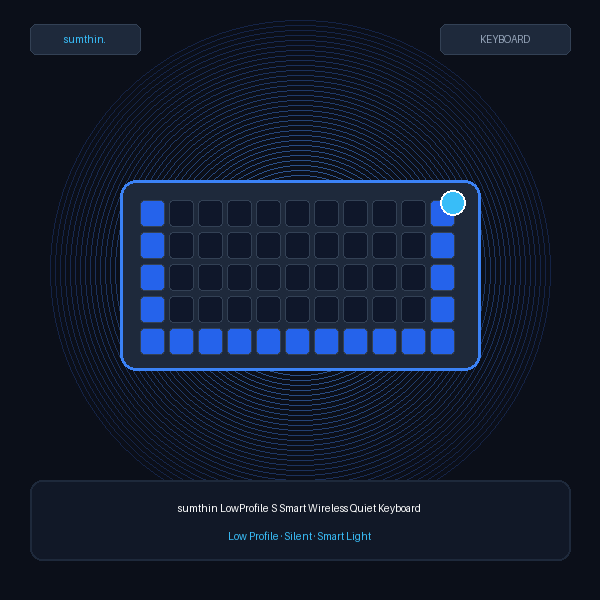 sumthin.
KEYBOARD
sumthin LowProfile S Smart Wireless Quiet Keyboard
Low Profile · Silent · Smart Light